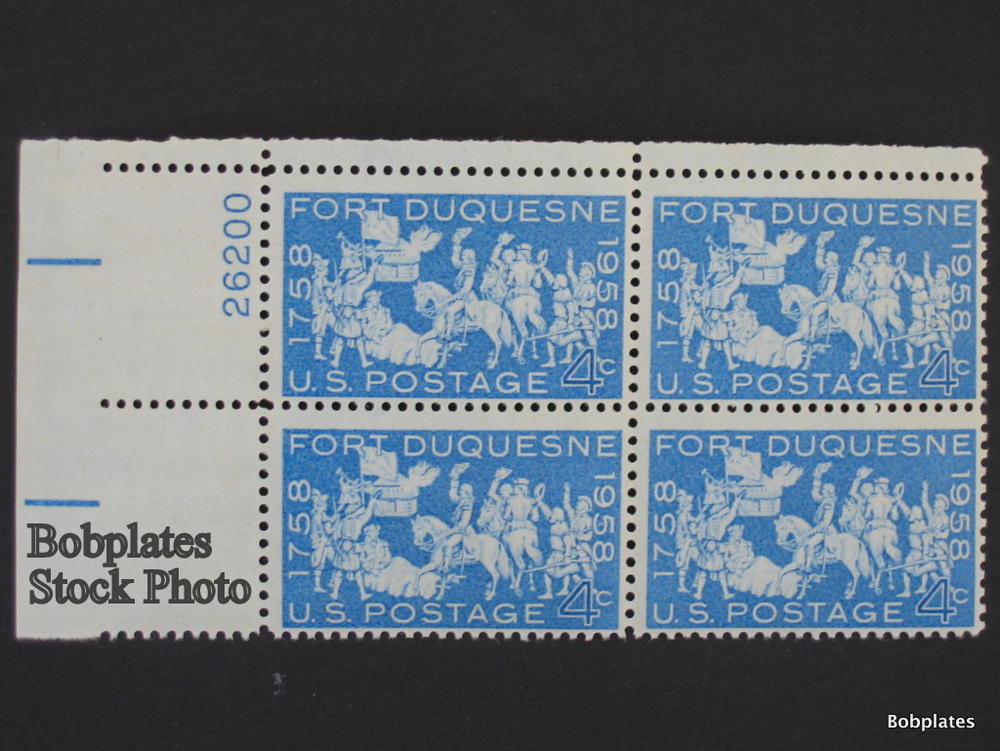 26200
FORT DUQUESNE
1758
1958
U.S. POSTAGE 4c
FORT DUQUESNE
1758
1958
U.S. POSTAGE 4c
FORT DUQUESNE
1758
1958
U.S. POSTAGE 4c
FORT DUQUESNE
1758
1958
U.S. POSTAGE 4c
Bobplates
Stock Photo
Bobplates